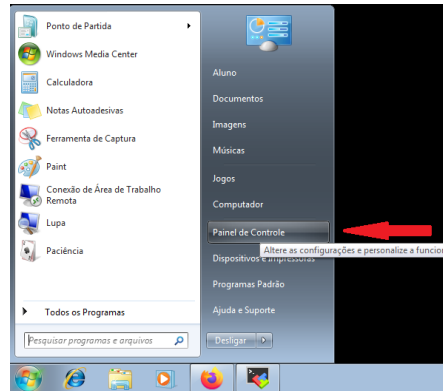 Ponto de Partida
Windows Media Center
Calculadora
Notas Autoadesivas
Ferramenta de Captura
Paint
Conexão de Área de Trabalho
Remota
Lupa
Paciência
Todos os Programas
Pesquisar programas e arquivos
Aluno
Documentos
Imagens
Músicas
Jogos
Computador
Painel de Controle
Altere as configurações e personalize a funcion
Dispositivos e Impressoras
Programas Padrão
Ajuda e Suporte
Desligar